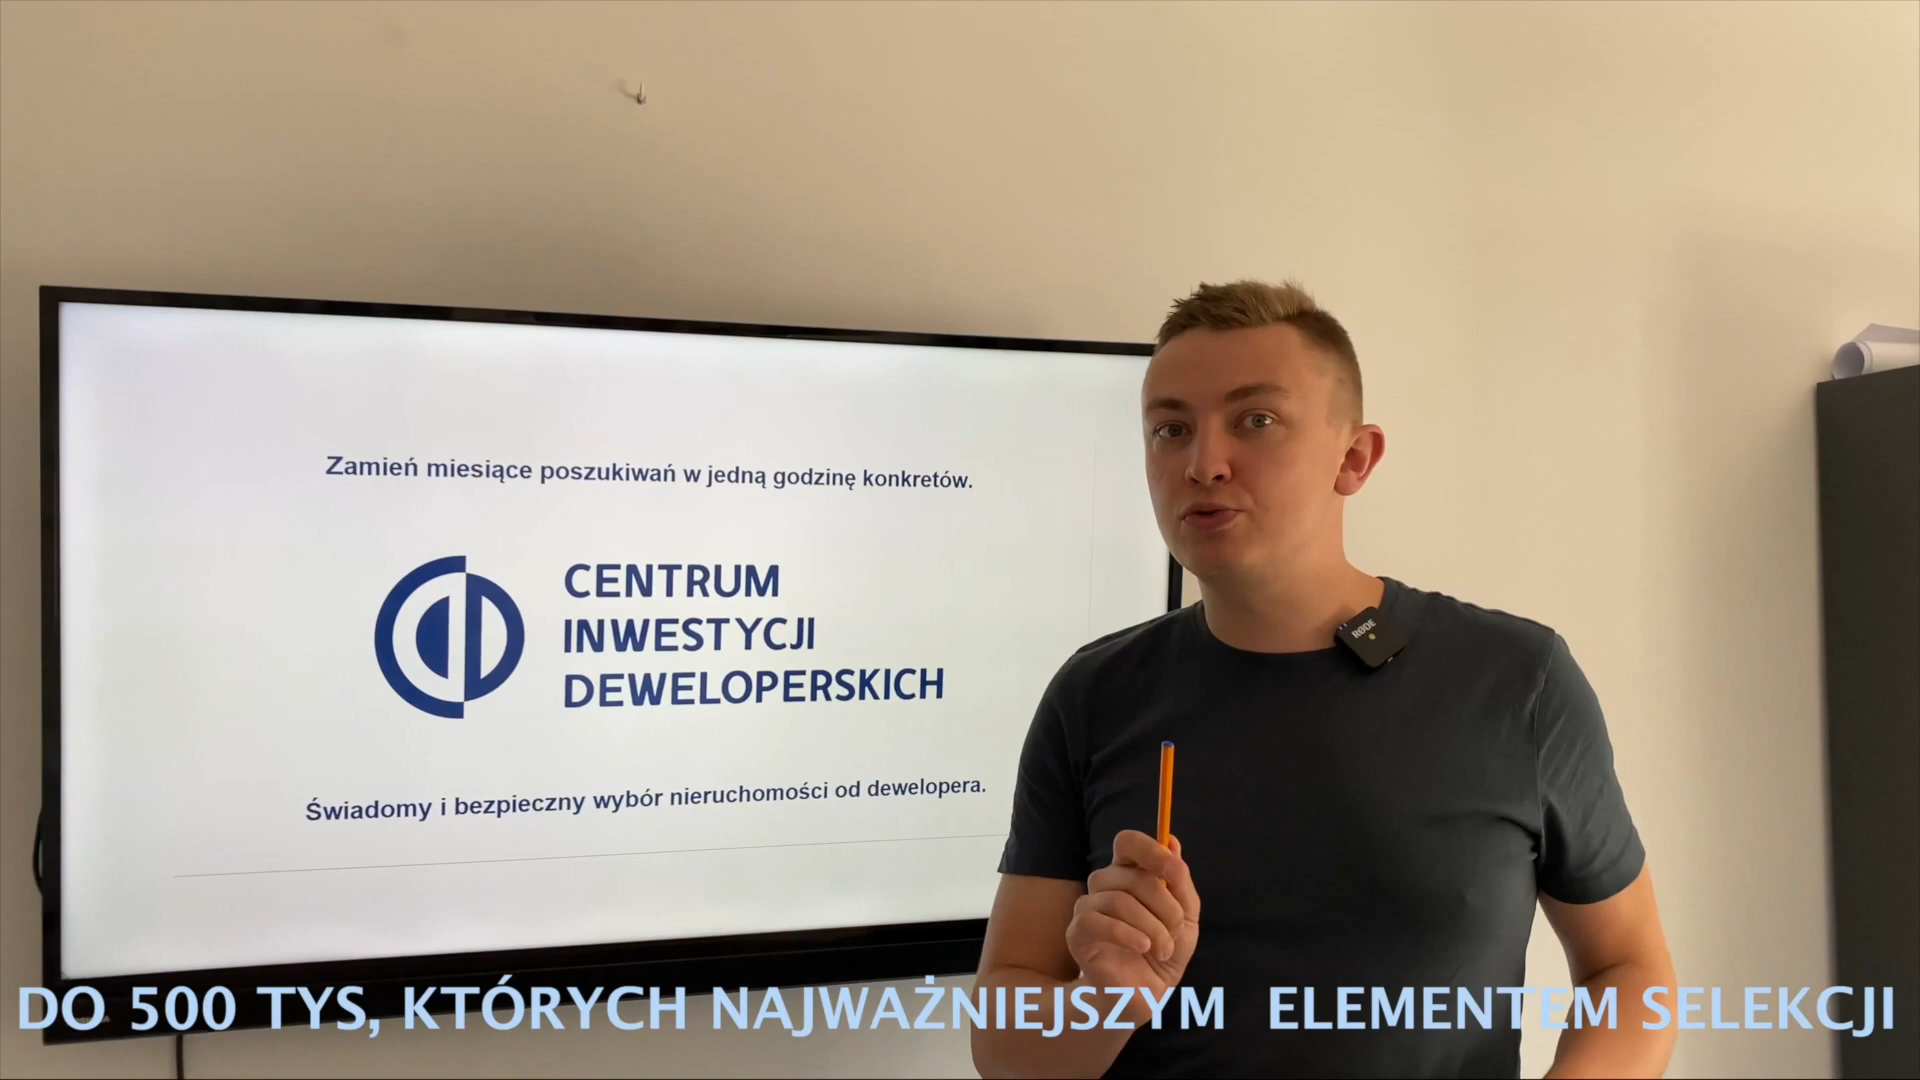 Zamień miesiące poszukiwań w jedną godzinę konkretów.
CENTRUM
INWESTYCJI
DEWELOPERSKICH
Świadomy i bezpieczny wybór nieruchomości od dewelopera.
RØDE
DO 500 TYS, KTÓRYCH NAJWAŻNIEJSZYM ELEMENTEM SELEKCJI